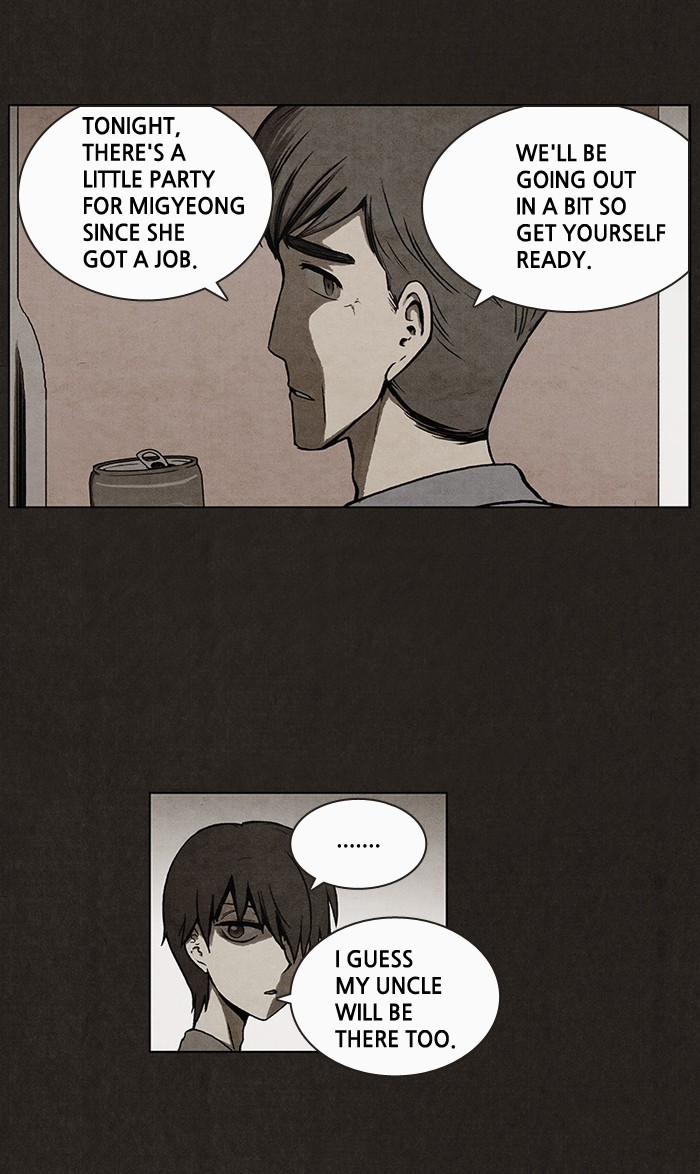 TONIGHT,
THERE'S A
LITTLE PARTY
FOR MIGYEONG
SINCE SHE
GOT A JOB.
WE'LL BE
GOING OUT
IN A BIT SO
GET YOURSELF
READY.
.......
I GUESS
MY UNCLE
WILL BE
THERE TOO.